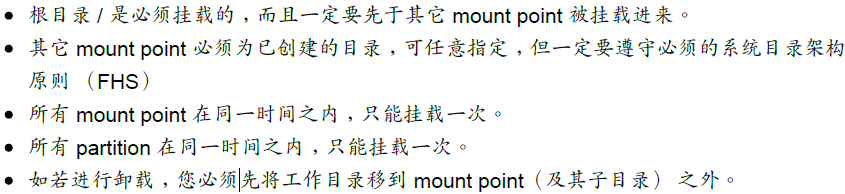 • 根目录 / 是必须挂载的，而且一定要先于其它 mount point 被挂载进来。
• 其它 mount point 必须为已创建的目录，可任意指定，但一定要遵守必须的系统目录架构
原则 （FHS）
• 所有 mount point 在同一时间之内，只能挂载一次。
• 所有 partition 在同一时间之内，只能挂载一次。
• 如若进行卸载，您必须先将工作目录移到 mount point（及其子目录） 之外。